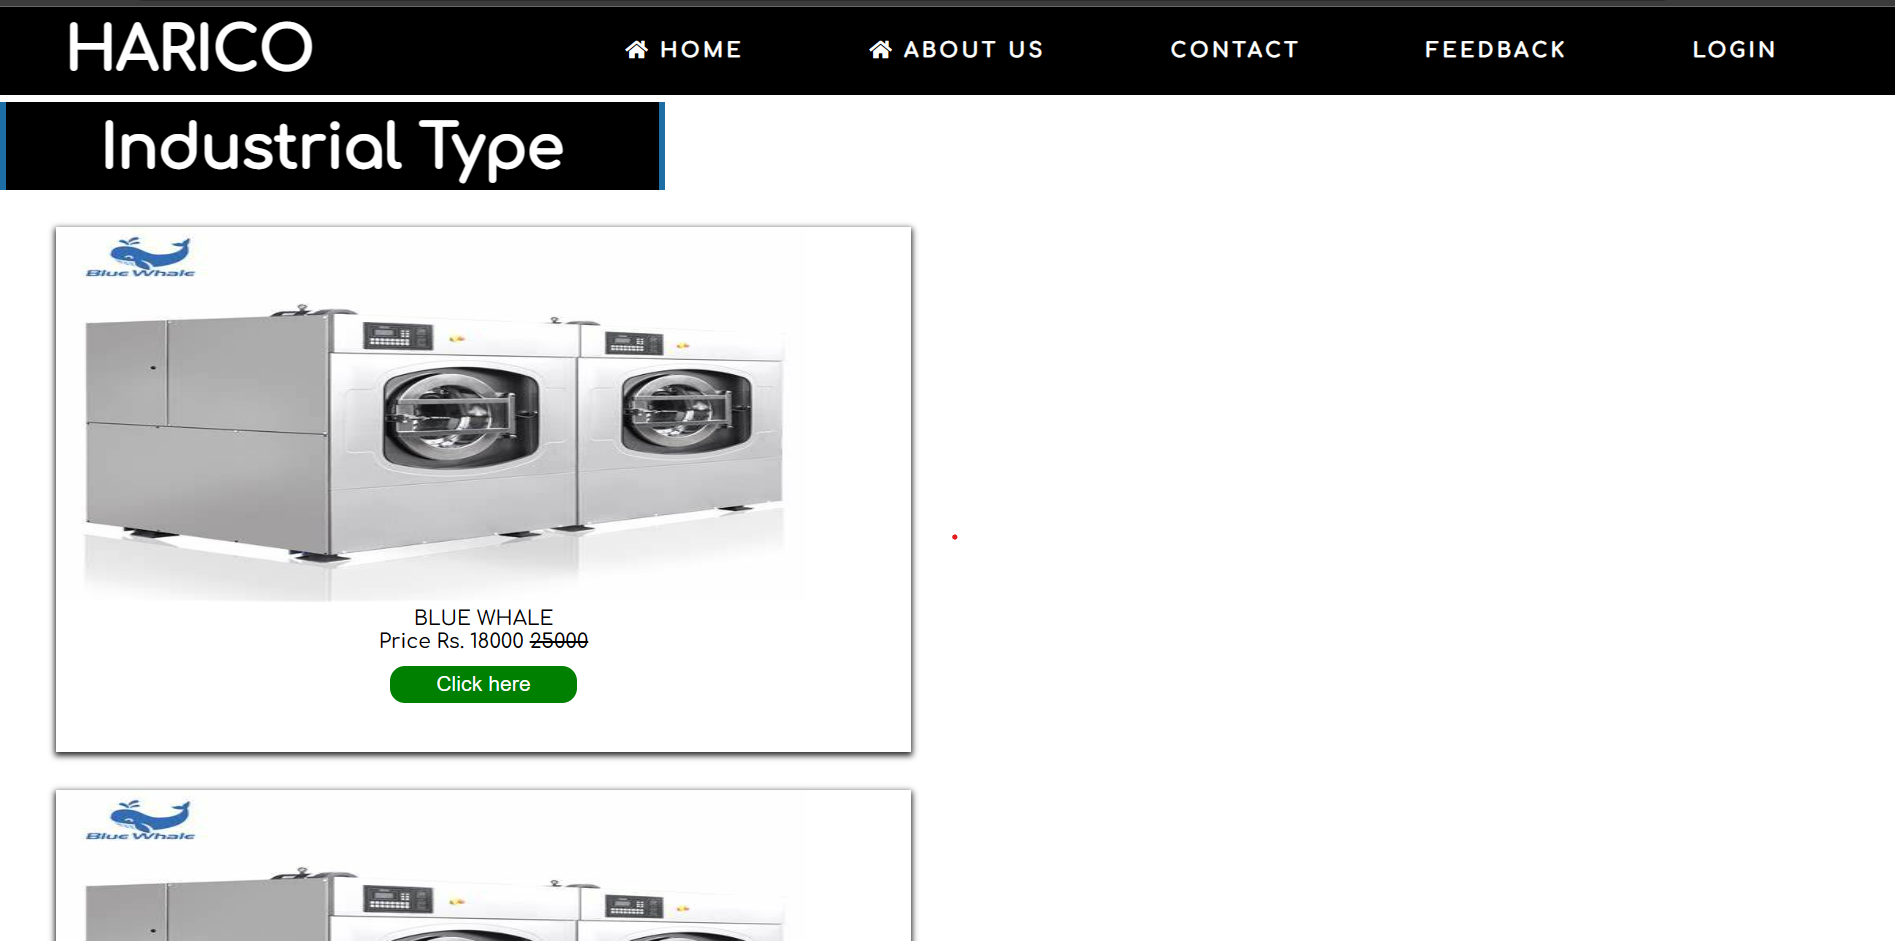 HARICO
HOME ABOUT US CONTACT FEEDBACK LOGIN
Industrial Type
Blue Whale
BLUE WHALE
Price Rs. 18000 25000
Click here
Blue Whale